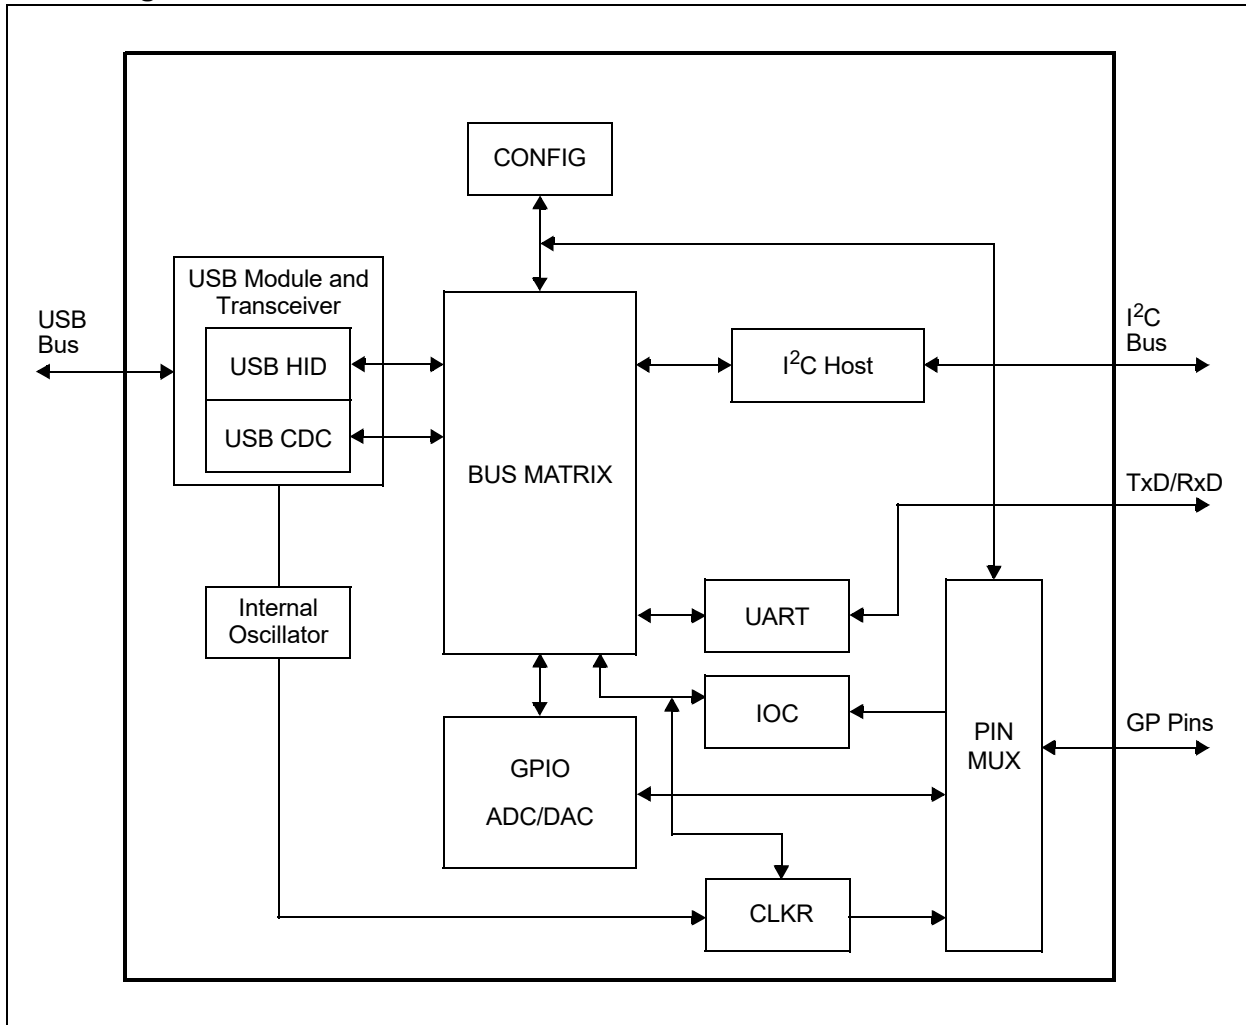 CONFIG
USB Module and
Transceiver
USB HID
USB CDC
USB
Bus
BUS MATRIX
I²C Host
I²C
Bus
TxD/RxD
Internal
Oscillator
UART
IOC
PIN
MUX
GP Pins
GPIO
ADC/DAC
CLKR